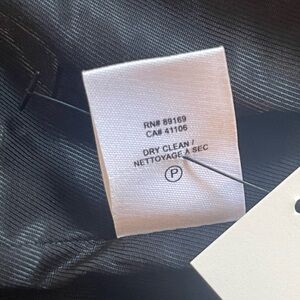 RN# 89169
CA# 41106
DRY CLEAN /
NETTOYAGE À SEC
P